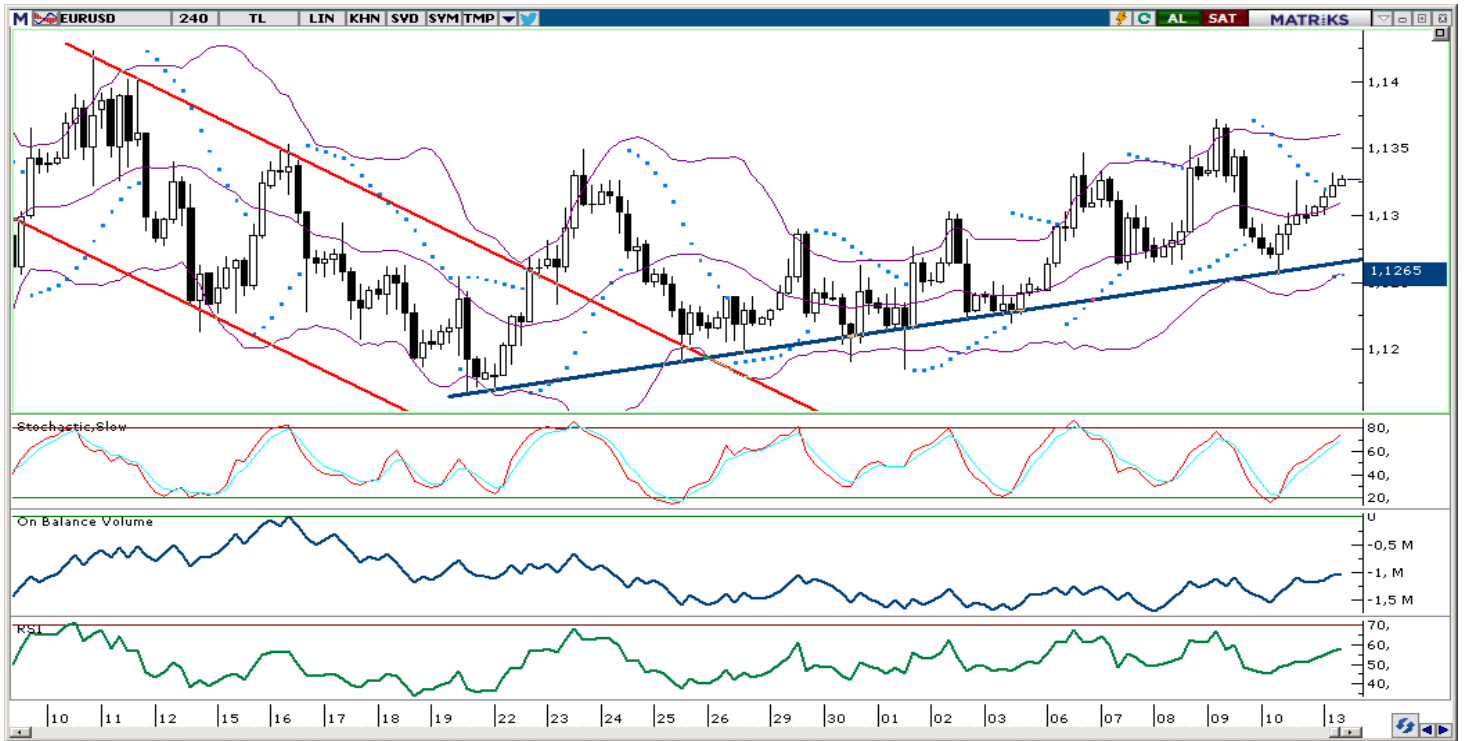 M EURUSD 240 TL LIN KHN SVD SYM TMP AL SAT MATRiKS
1,14
1,135
1,13
1,1265
1,12
Stochastic,Slow
80,
60,
40,
20,
On Balance Volume
0
-0,5 M
-1, M
-1,5 M
RSI
70,
60,
50,
40,
10 11 12 15 16 17 18 19 22 23 24 25 26 29 30 01 02 03 06 07 08 09 10 13